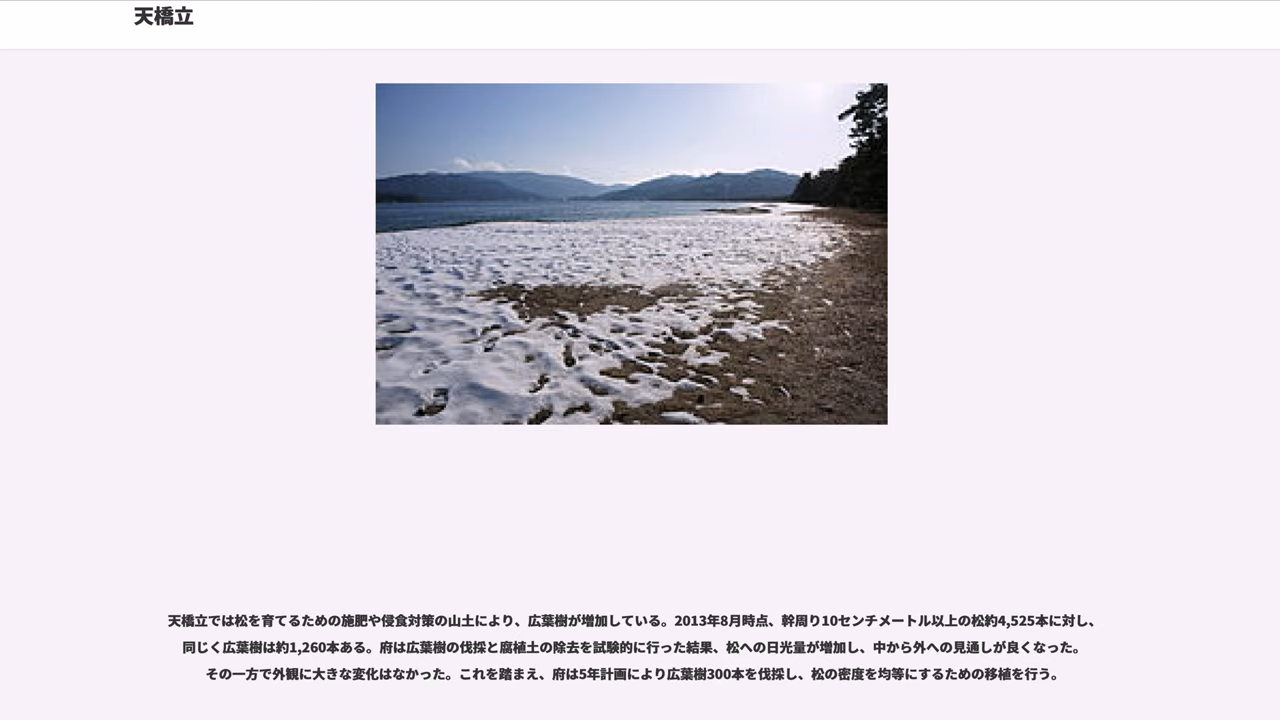 天橋立
天橋立では松を育てるための施肥や侵食対策の山土により、広葉樹が増加している。2013年8月時点、幹周り10センチメートル以上の松約4,525本に対し、
同じく広葉樹は約1,260本ある。府は広葉樹の伐採と腐植土の除去を試験的に行った結果、松への日光量が増加し、中から外への見通しが良くなった。
その一方で外観に大きな変化はなかった。これを踏まえ、府は5年計画により広葉樹300本を伐採し、松の密度を均等にするための移植を行う。